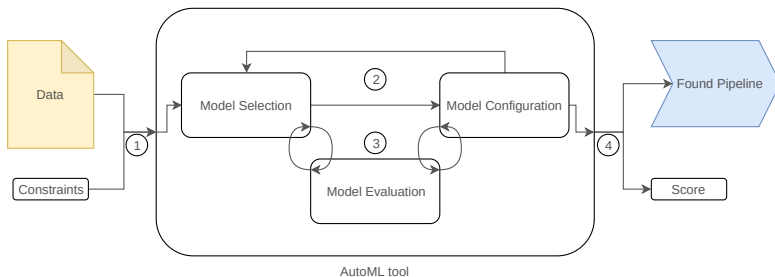 Data
Constraints
1
Model Selection
2
Model Configuration
3
Model Evaluation
4
Found Pipeline
Score
AutoML tool